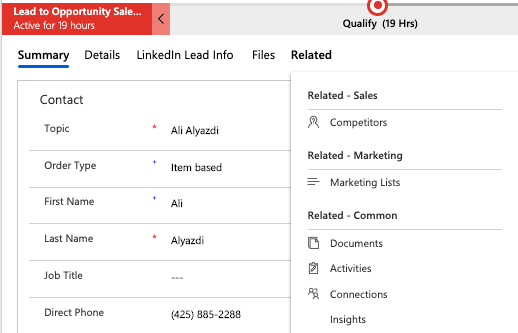 Lead to Opportunity Sale...
Active for 19 hours
Qualify (19 Hrs)
Summary Details LinkedIn Lead Info Files Related
Contact
Topic * Ali Alyazdi
Order Type + Item based
First Name + Ali
Last Name * Alyazdi
Job Title ---
Direct Phone (425) 885-2288
Related - Sales
Competitors
Related - Marketing
Marketing Lists
Related - Common
Documents
Activities
Connections
Insights